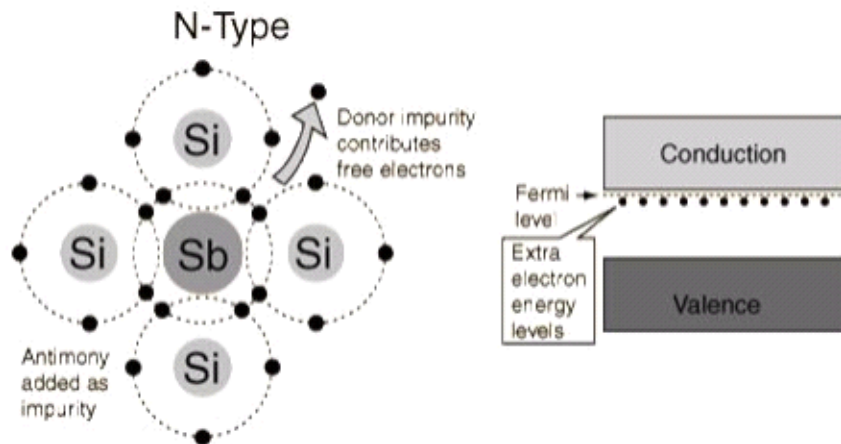 N-Type
Si
Donor impurity
contributes
free electrons
Si
Sb
Si
Antimony
added as
impurity
Si
Conduction
Fermi
level
Extra
electron
energy
levels
Valence